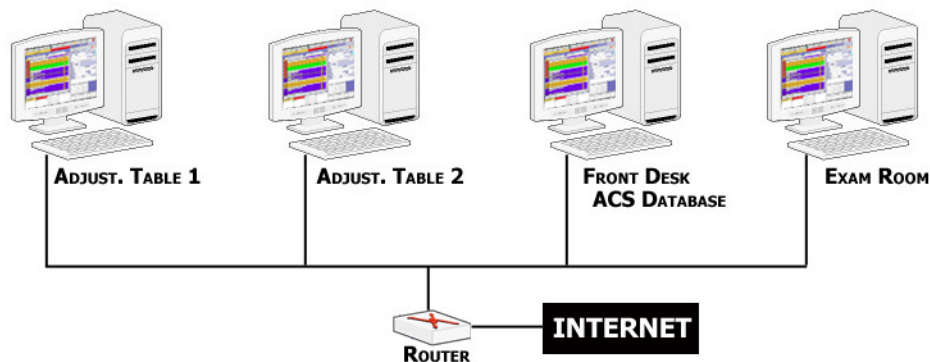 ADJUST. TABLE 1
ADJUST. TABLE 2
FRONT DESK
ACS DATABASE
EXAM ROOM
ROUTER
INTERNET